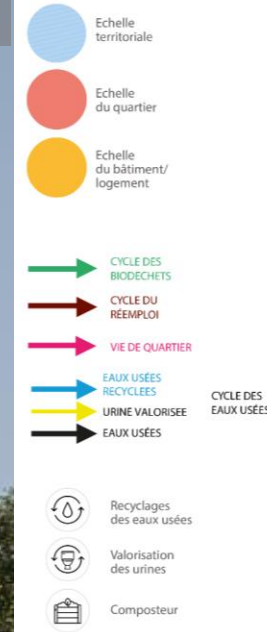 Echelle
territoriale
Echelle
du quartier
Echelle
du bâtiment/
logement
CYCLE DES
BIODECHETS
CYCLE DU
RÉEMPLOI
VIE DE QUARTIER
EAUX USÉES
RECYCLEES
URINE VALORISEE
EAUX USÉES
CYCLE DES
EAUX USÉES
Recyclages
des eaux usées
Valorisation
des urines
Composteur